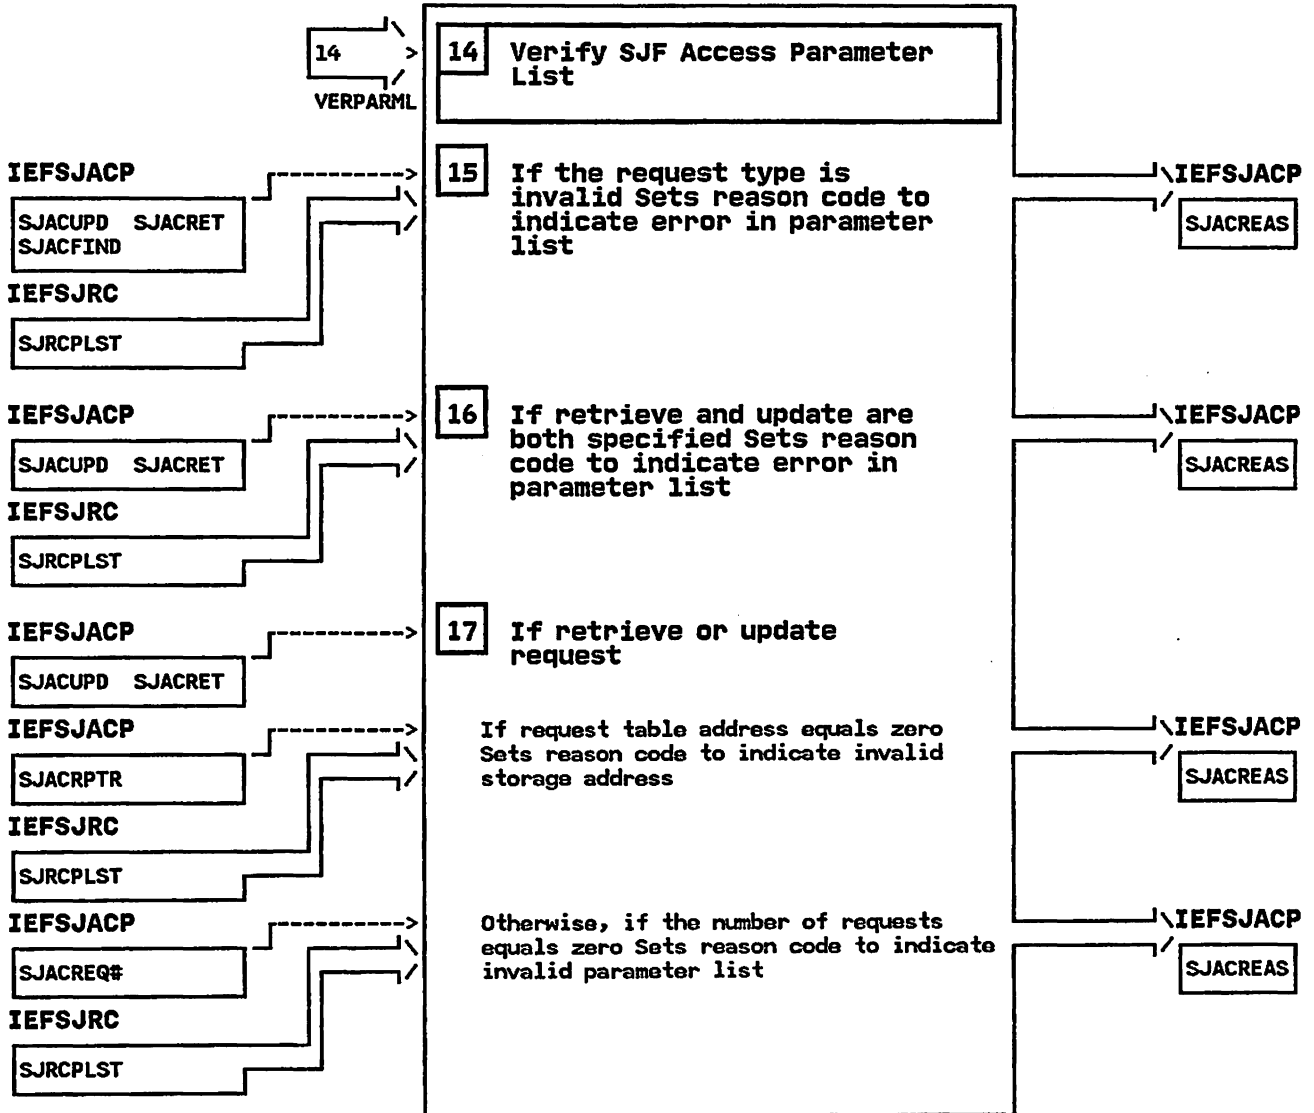 14
VERPARML
14 Verify SJF Access Parameter
List
IEFSJACP
SJACUPD SJACRET
SJACFIND
IEFSJRC
SJRCPLST
15 If the request type is
invalid Sets reason code to
indicate error in parameter
list
IEFSJACP
SJACREAS
IEFSJACP
SJACUPD SJACRET
IEFSJRC
SJRCPLST
16 If retrieve and update are
both specified Sets reason
code to indicate error in
parameter list
IEFSJACP
SJACREAS
IEFSJACP
SJACUPD SJACRET
17 If retrieve or update
request
IEFSJACP
SJACRPTR
IEFSJRC
SJRCPLST
If request table address equals zero
Sets reason code to indicate invalid
storage address
IEFSJACP
SJACREAS
IEFSJACP
SJACREQ#
IEFSJRC
SJRCPLST
Otherwise, if the number of requests
equals zero Sets reason code to indicate
invalid parameter list
IEFSJACP
SJACREAS